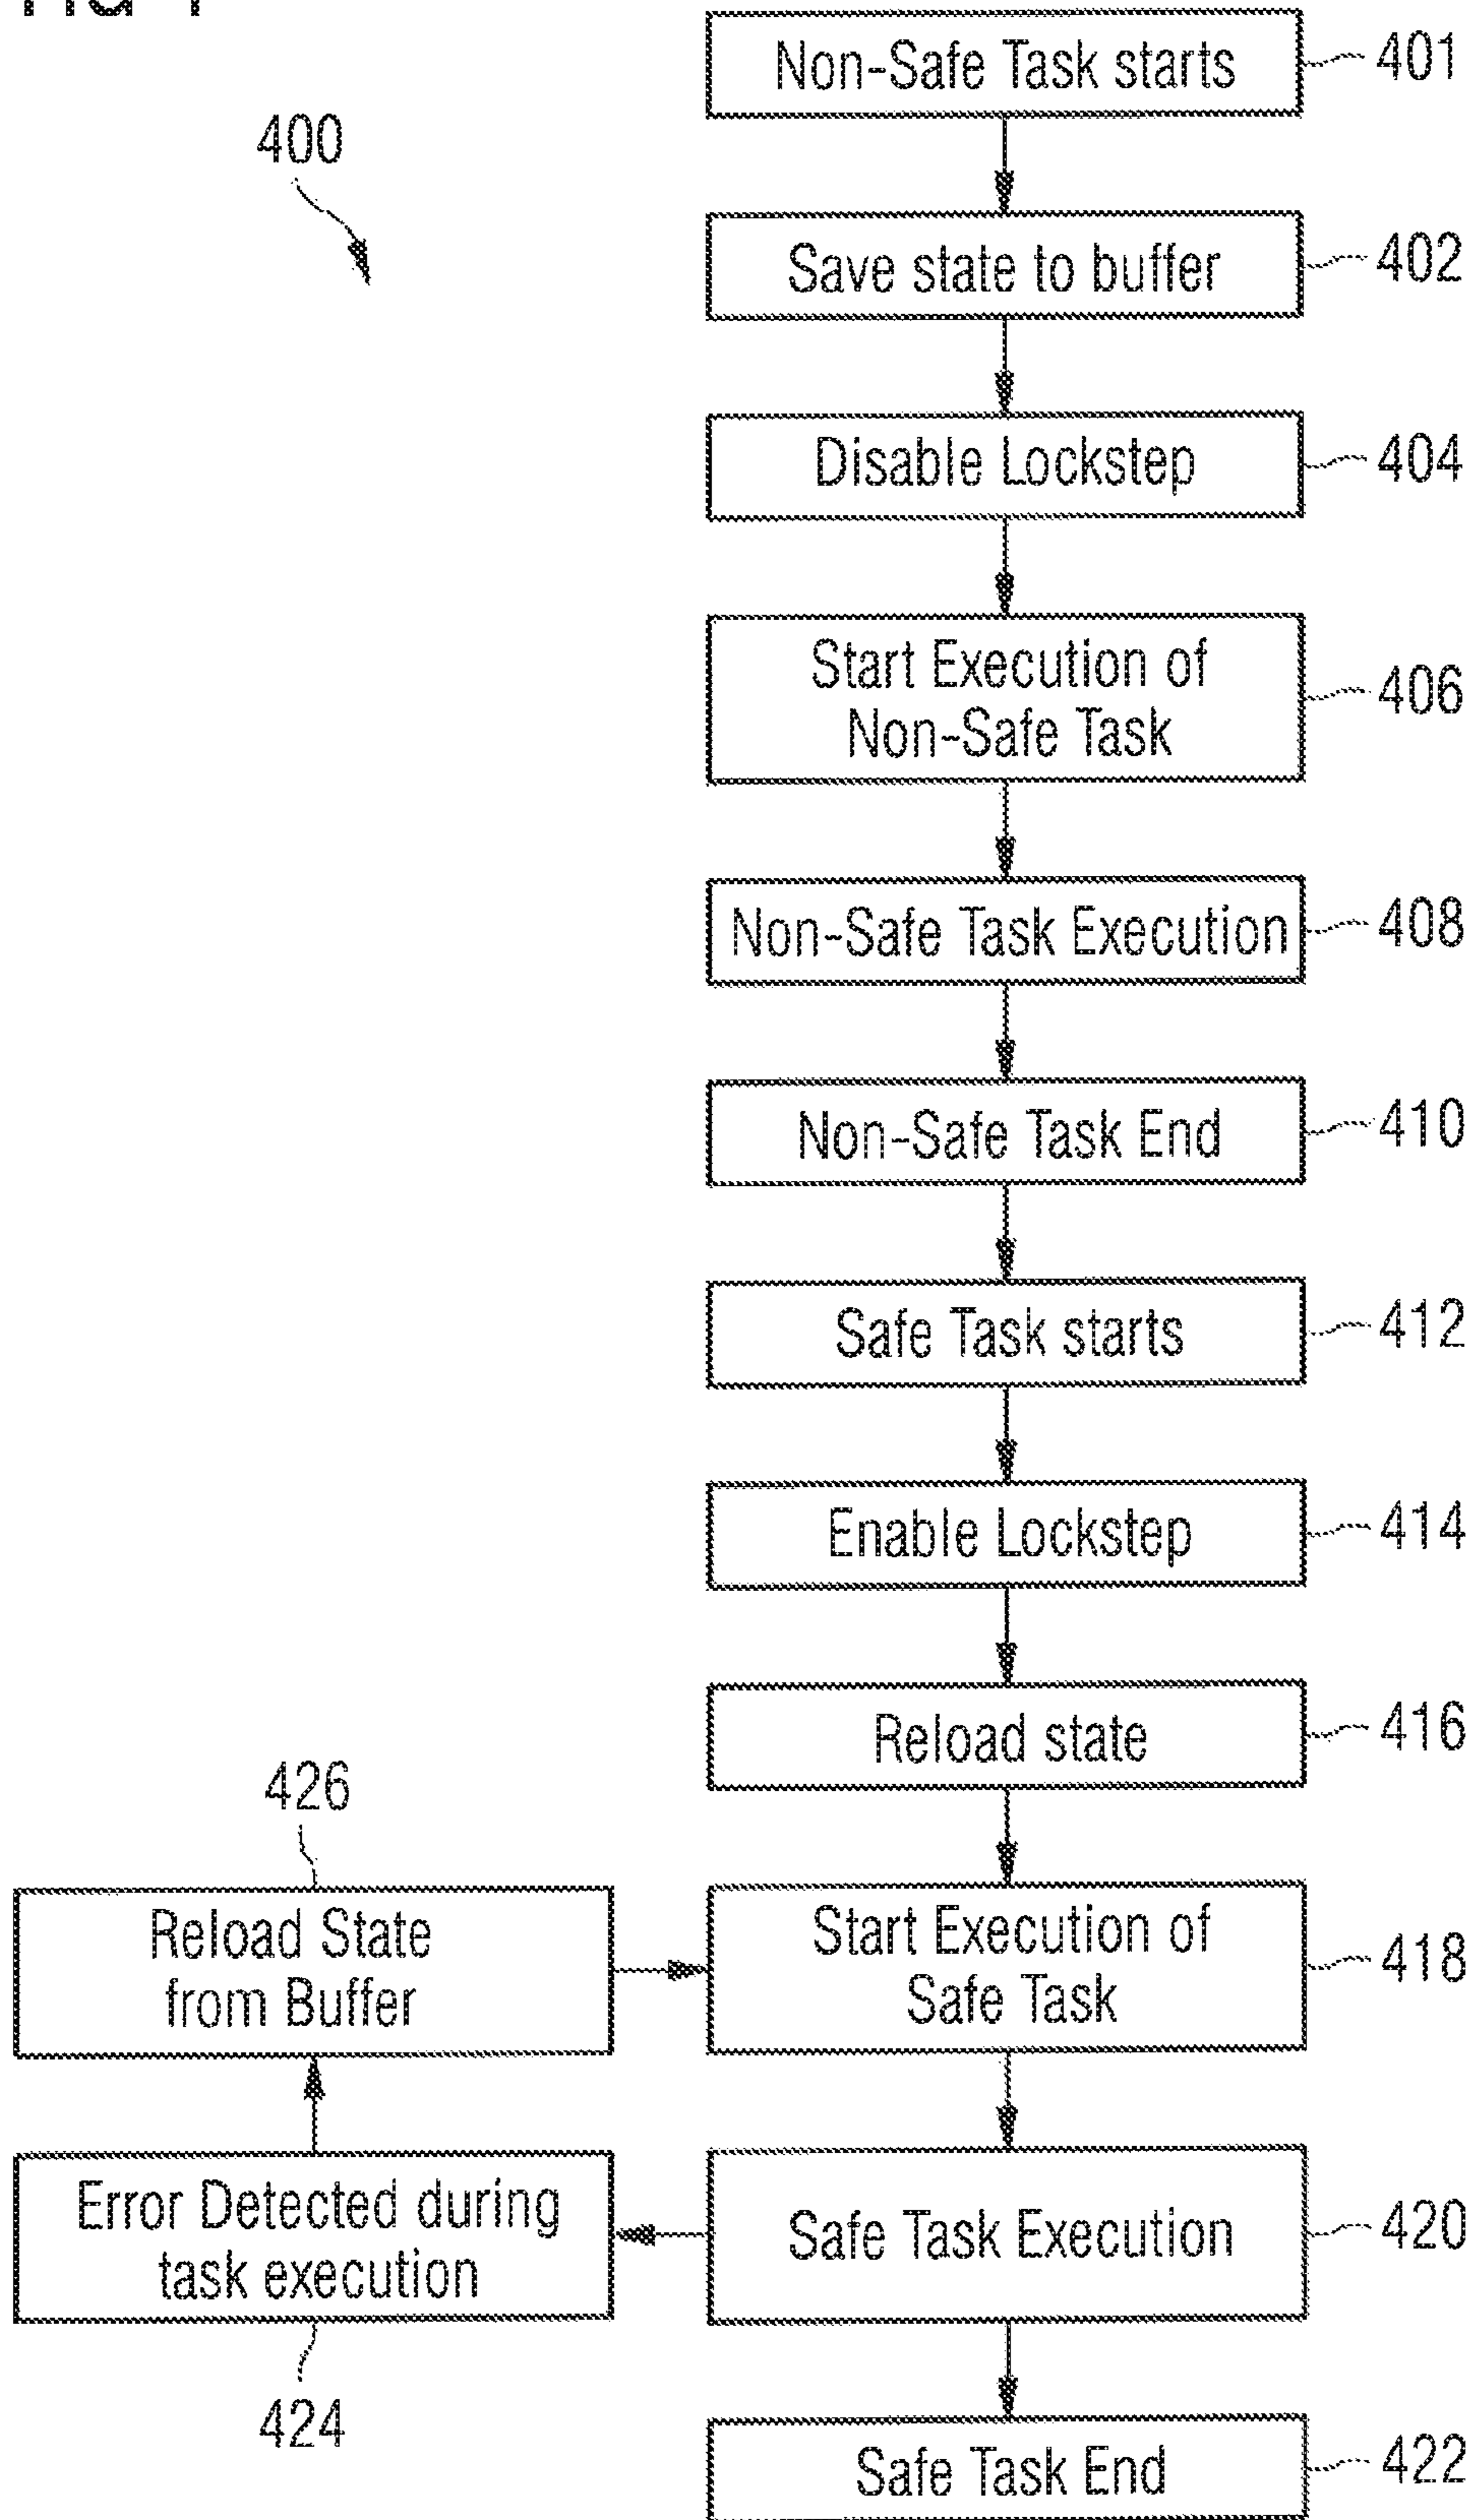 Non-Safe Task starts
401
400
Save state to buffer
402
Disable Lockstep
404
Start Execution of
Non-Safe Task
406
Non-Safe Task Execution
408
Non-Safe Task End
410
Safe Task starts
412
Enable Lockstep
414
Reload state
416
426
Reload State
from Buffer
Start Execution of
Safe Task
418
Error Detected during
task execution
Safe Task Execution
420
424
Safe Task End
422